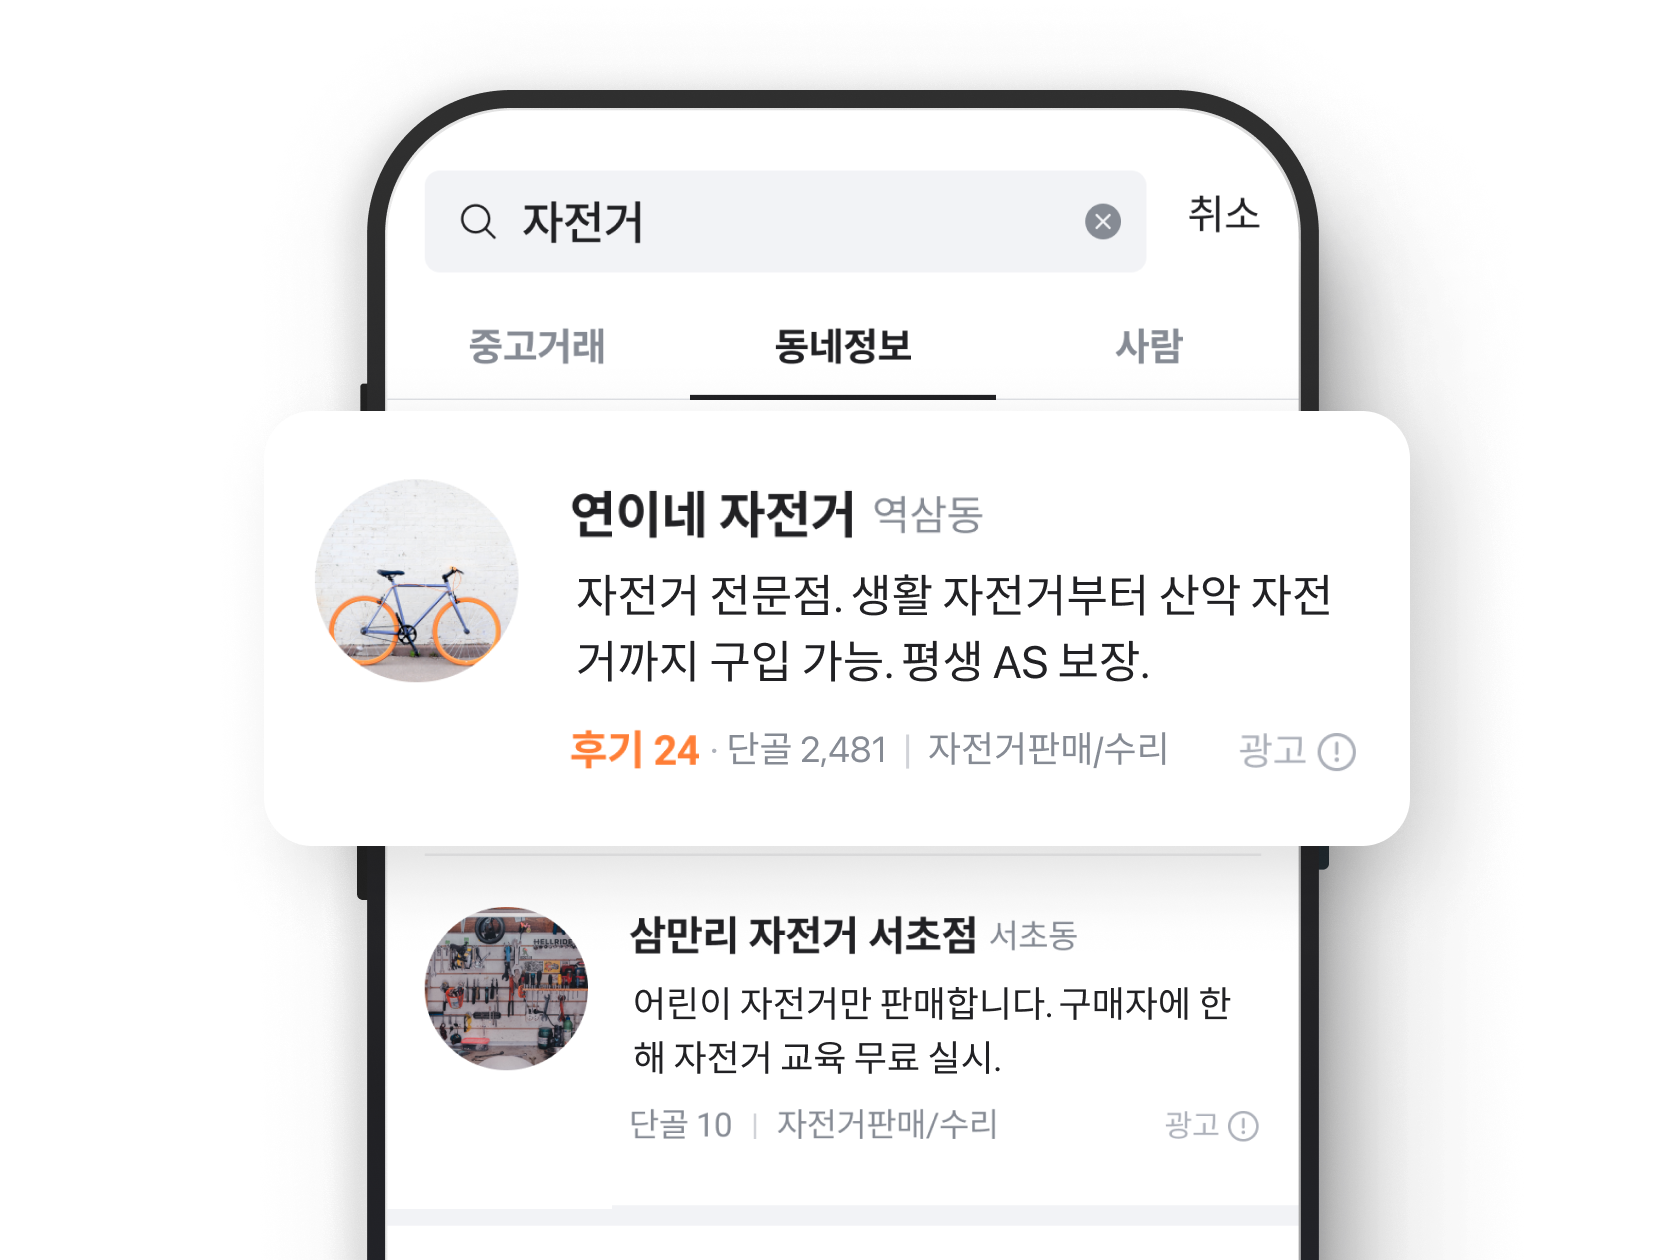 자전거
취소
중고거래
동네정보
사람
연이네 자전거 역삼동
자전거 전문점. 생활 자전거부터 산악 자전
거까지 구입 가능. 평생 AS 보장.
후기 24 · 단골 2,481 | 자전거판매/수리 광고
HELLRIDE
삼만리 자전거 서초점 서초동
어린이 자전거만 판매합니다. 구매자에 한
해 자전거 교육 무료 실시.
단골 10 | 자전거판매/수리 광고